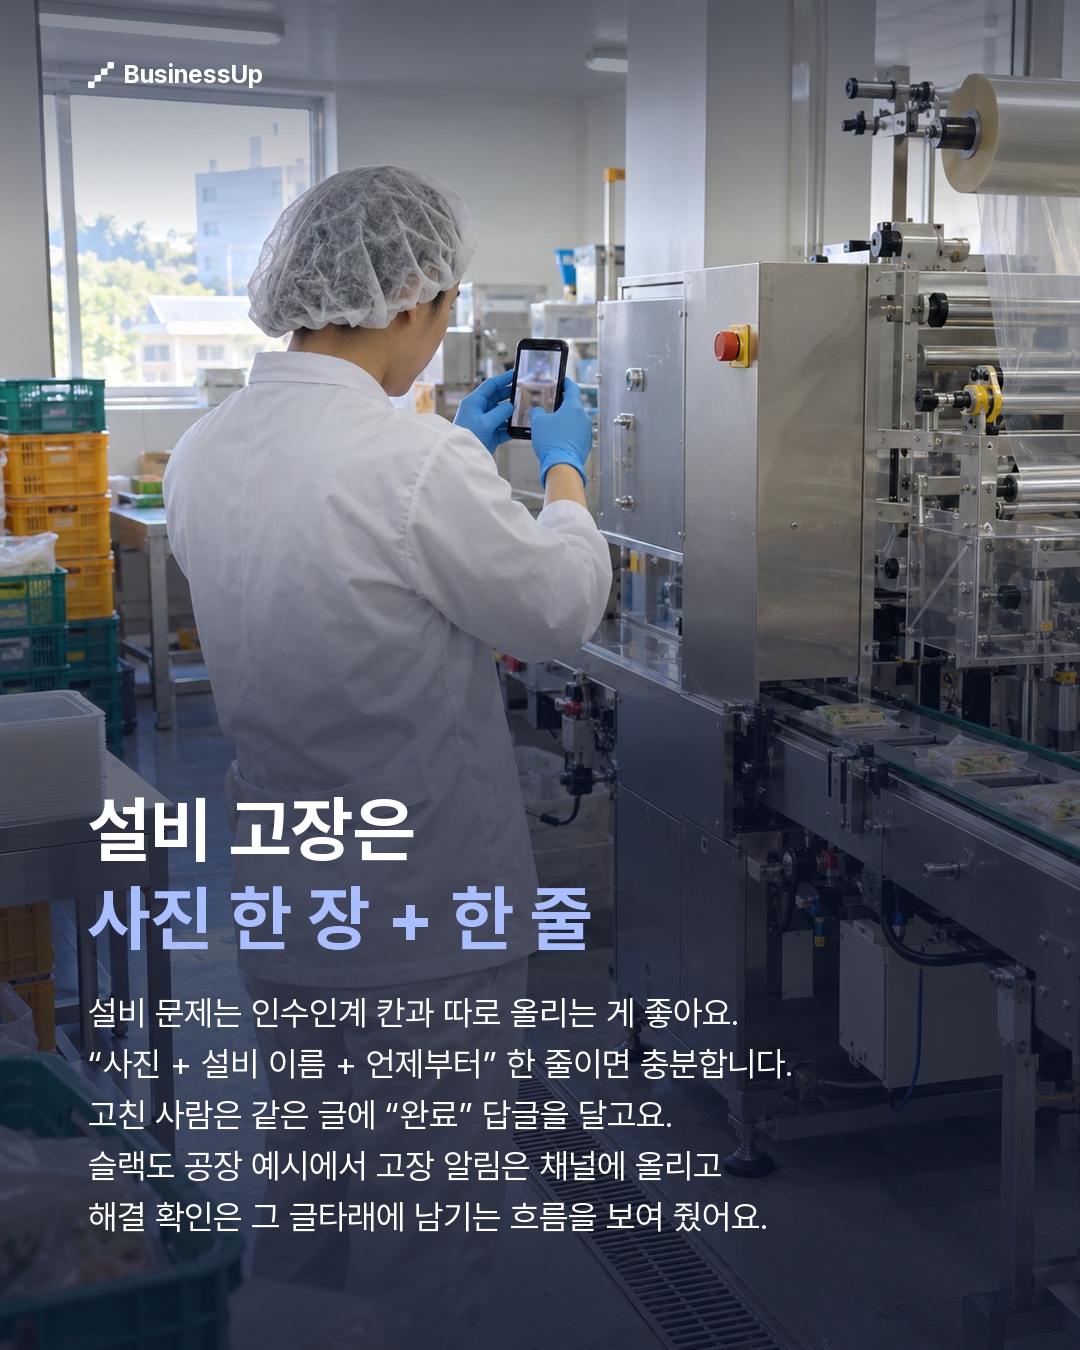 BusinessUp
설비 고장은
사진 한 장 + 한 줄
설비 문제는 인수인계 칸과 따로 올리는 게 좋아요.
“사진 + 설비 이름 + 언제부터” 한 줄이면 충분합니다.
고친 사람은 같은 글에 “완료” 답글을 달고요.
슬랙도 공장 예시에서 고장 알림은 채널에 올리고
해결 확인은 그 글타래에 남기는 흐름을 보여 줬어요.